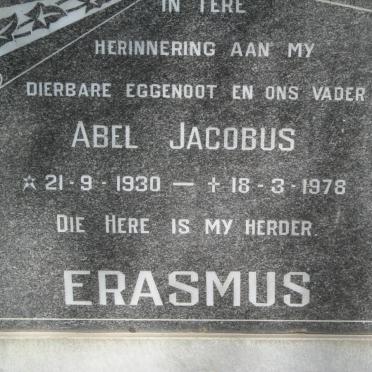 IN TERE
HERINNERING AAN MY
DIERBARE EGGENOOT EN ONS VADER
ABEL JACOBUS
☆ 21-9-1930 — ✝ 18-3-1978
DIE HERE IS MY HERDER.
ERASMUS